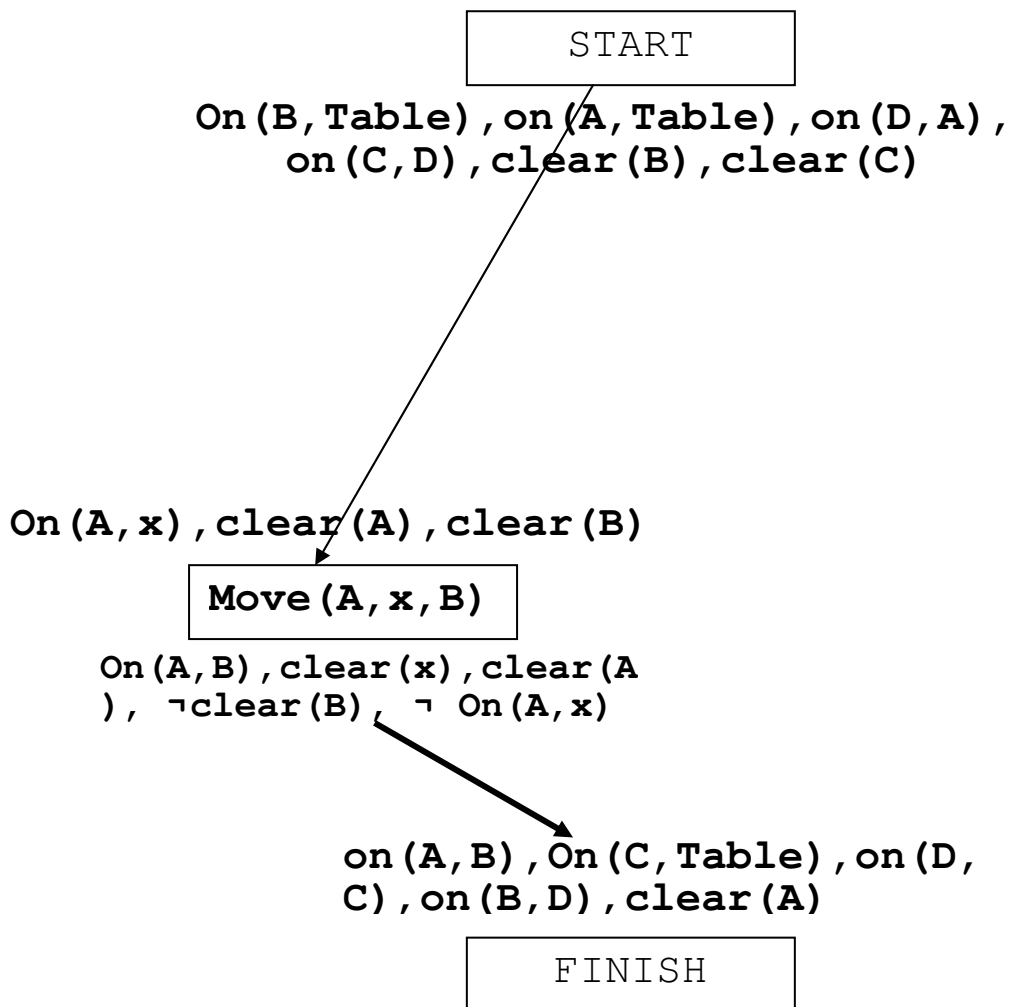 START
On(B,Table),on(A,Table),on(D,A),
on(C,D),clear(B),clear(C)
On(A,x),clear(A),clear(B)
Move(A,x,B)
On(A,B),clear(x),clear(A
), ¬clear(B), ¬ On(A,x)
on(A,B),On(C,Table),on(D,
C),on(B,D),clear(A)
FINISH